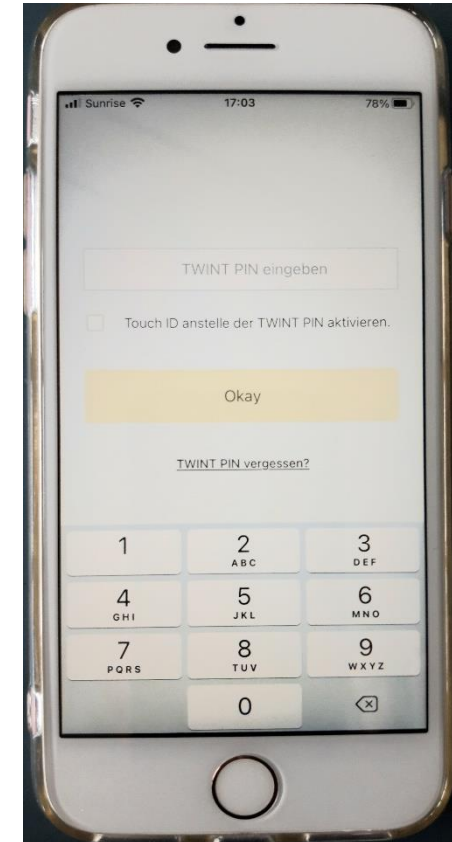 Sunrise 17:03 78%
TWINT PIN eingeben
Touch ID anstelle der TWINT PIN aktivieren.
Okay
TWINT PIN vergessen?
1 2 3
ABC DEF
4 5 6
GHI JKL MNO
7 8 9
PQRS TUV WXYZ
0